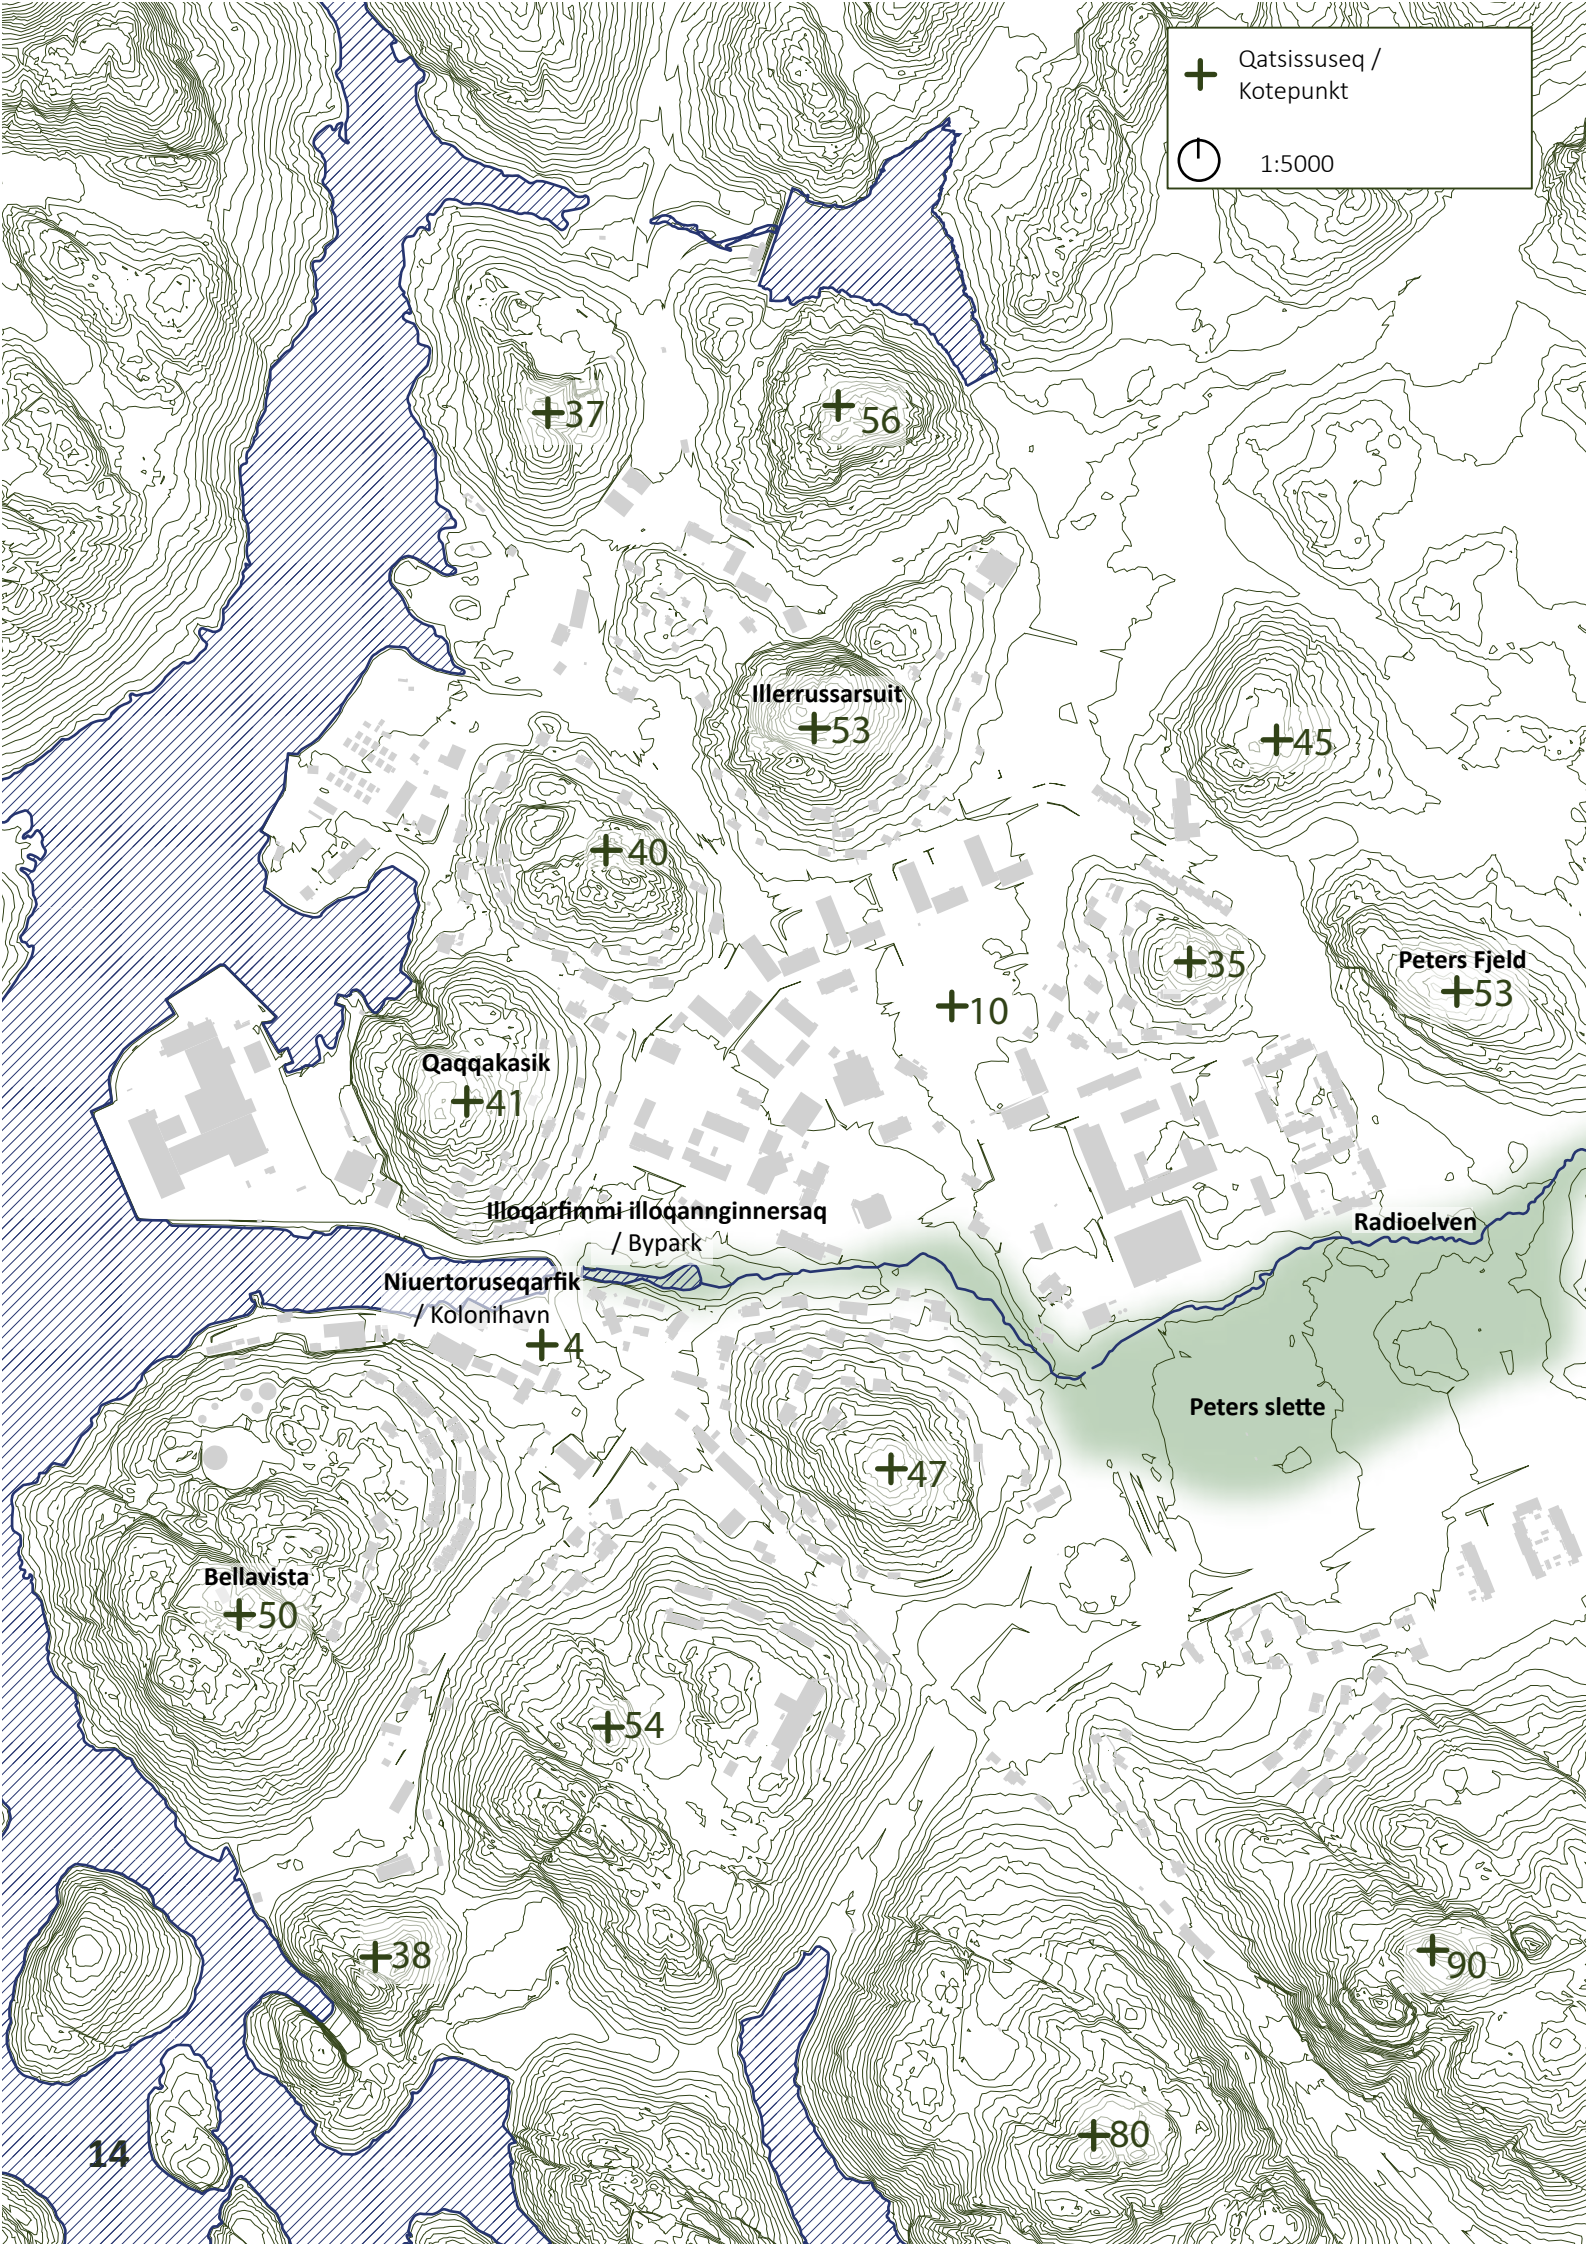 Qatsissuseq /
Kotepunkt
1:5000
37
56
Illerrussarsuit
53
45
40
35
Peters Fjeld
53
10
Qaqqakasik
41
Illoqarfimmi illoqannginnersaq
/ Bypark
Radioelven
Niuertoruseqarfik
/ Kolonihavn
4
Peters slette
47
Bellavista
50
54
38
90
80
14